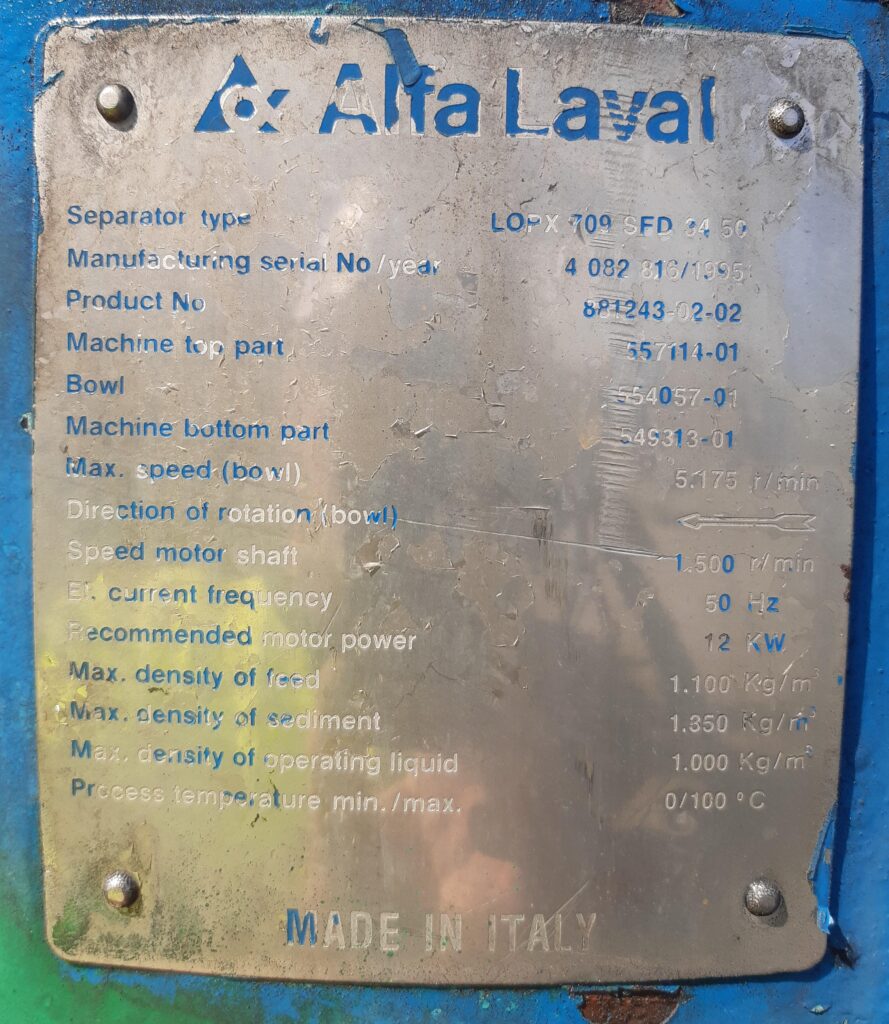 Alfa Laval
Separator type LOPX 709 SFD 34 50
Manufacturing serial No/year 4 082 816/1995
Product No 881243-02-02
Machine top part 557114-01
Bowl 554057-01
Machine bottom part 549313-01
Max. speed (bowl) 5.175 r/min
Direction of rotation (bowl)
Speed motor shaft 1.500 r/min
El. current frequency 50 Hz
Recommended motor power 12 KW
Max. density of feed 1.100 Kg/m³
Max. density of sediment 1.350 Kg/m³
Max. density of operating liquid 1.000 Kg/m³
Process temperature min./max. 0/100 °C
MADE IN ITALY